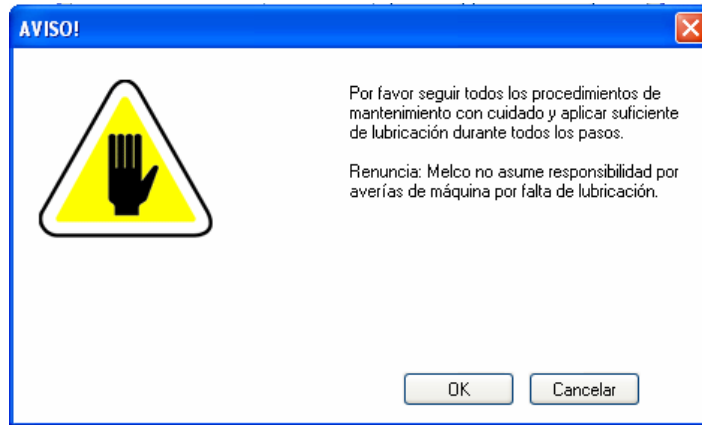 AVISO!
Por favor seguir todos los procedimientos de
mantenimiento con cuidado y aplicar suficiente
de lubricación durante todos los pasos.
Renuncia: Melco no asume responsabilidad por
averías de máquina por falta de lubricación.
OK
Cancelar